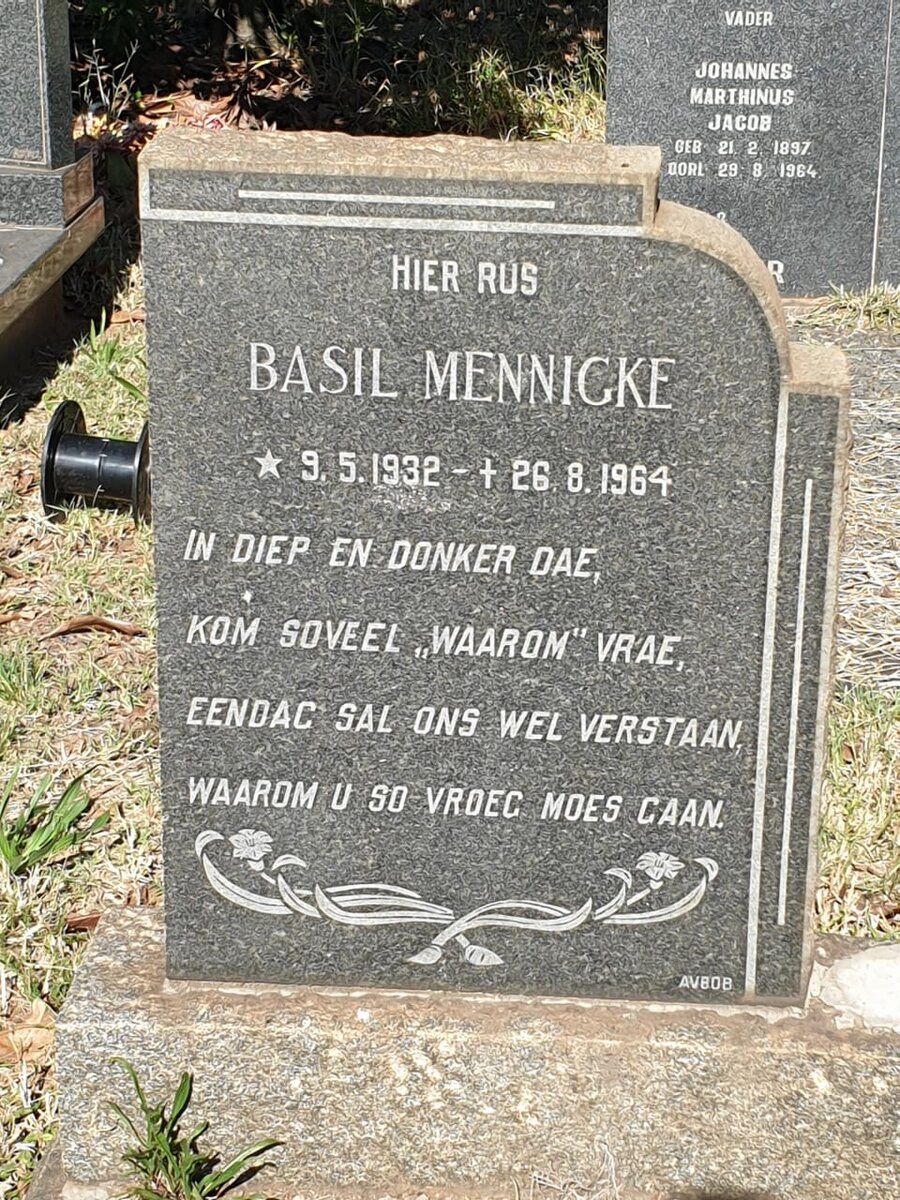 VADER
JOHANNES
MARTHINUS
JACOB
GEB 21. 2. 1897
OORL 29 8 1964
HIER RUS
BASIL MENNIGKE
★ 9.5.1932 – † 26.8.1964
IN DIEP EN DONKER DAE,
KOM SOVEEL „WAAROM" VRAE,
EENDAG SAL ONS WEL VERSTAAN,
WAAROM U SO VROEG MOES GAAN.
AVBOB